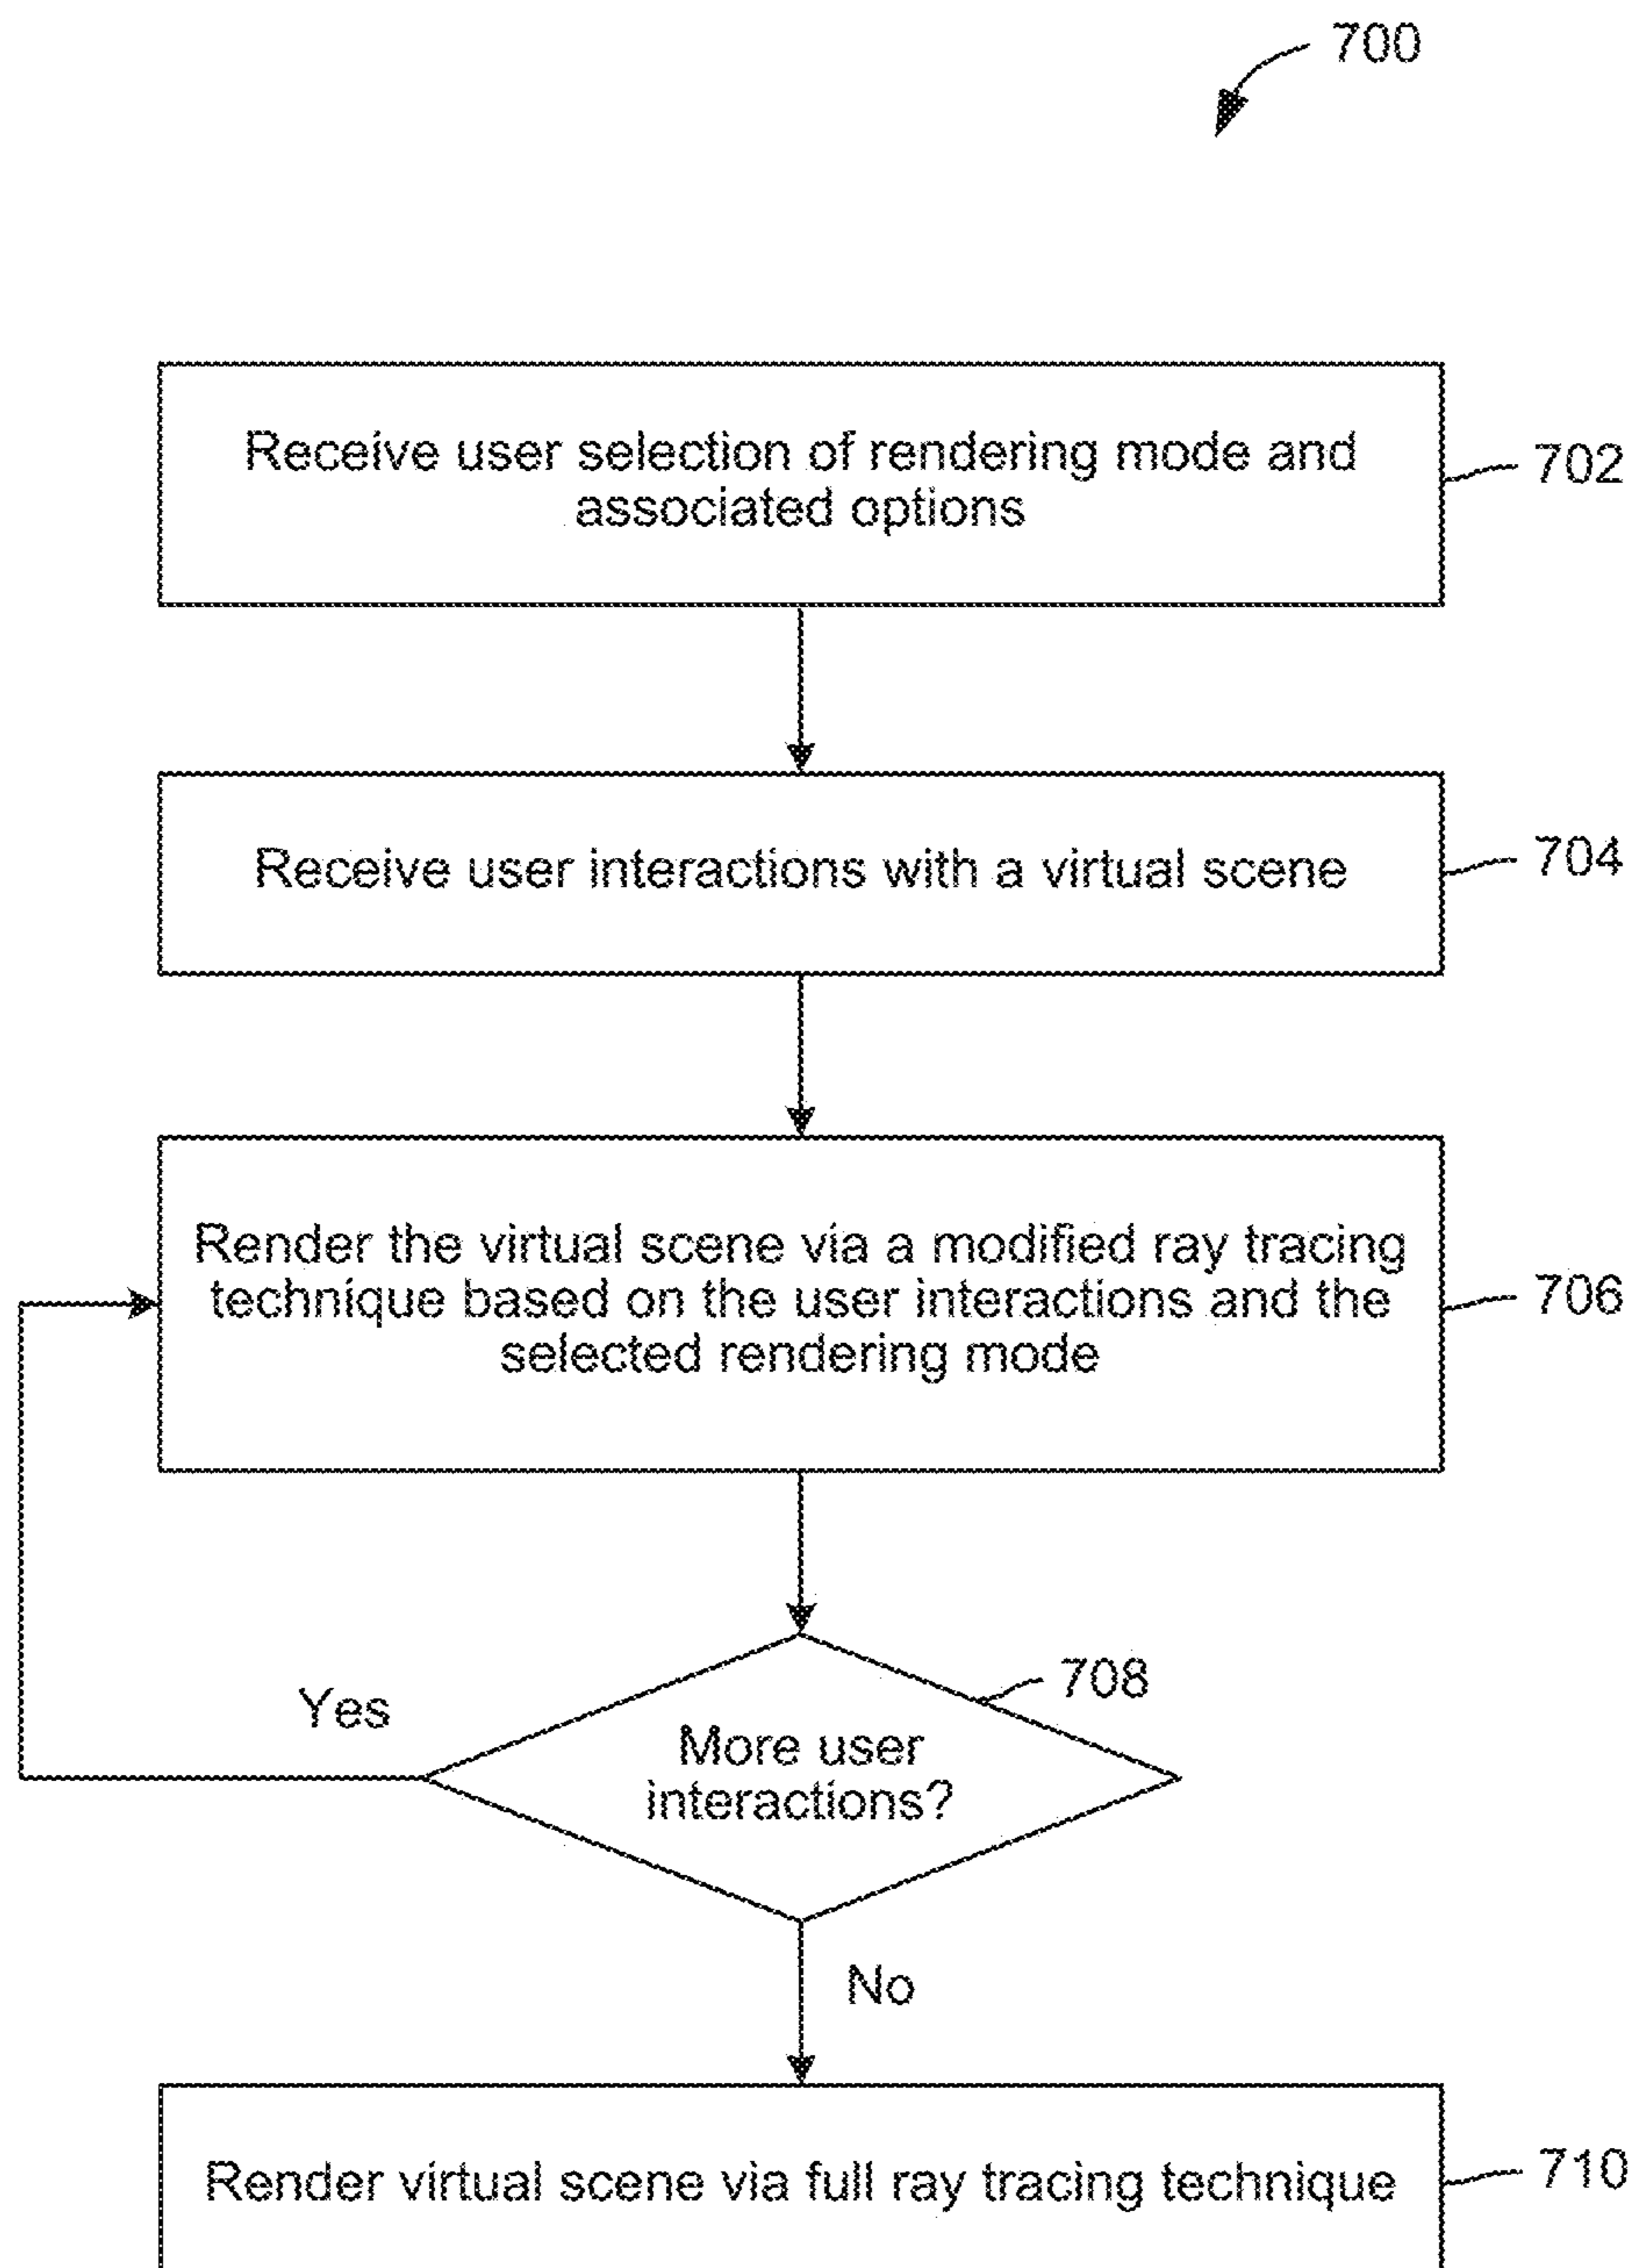 700
Receive user selection of rendering mode and
associated options
702
Receive user interactions with a virtual scene
704
Render the virtual scene via a modified ray tracing
technique based on the user interactions and the
selected rendering mode
706
708
Yes
More user
interactions?
No
Render virtual scene via full ray tracing technique
710